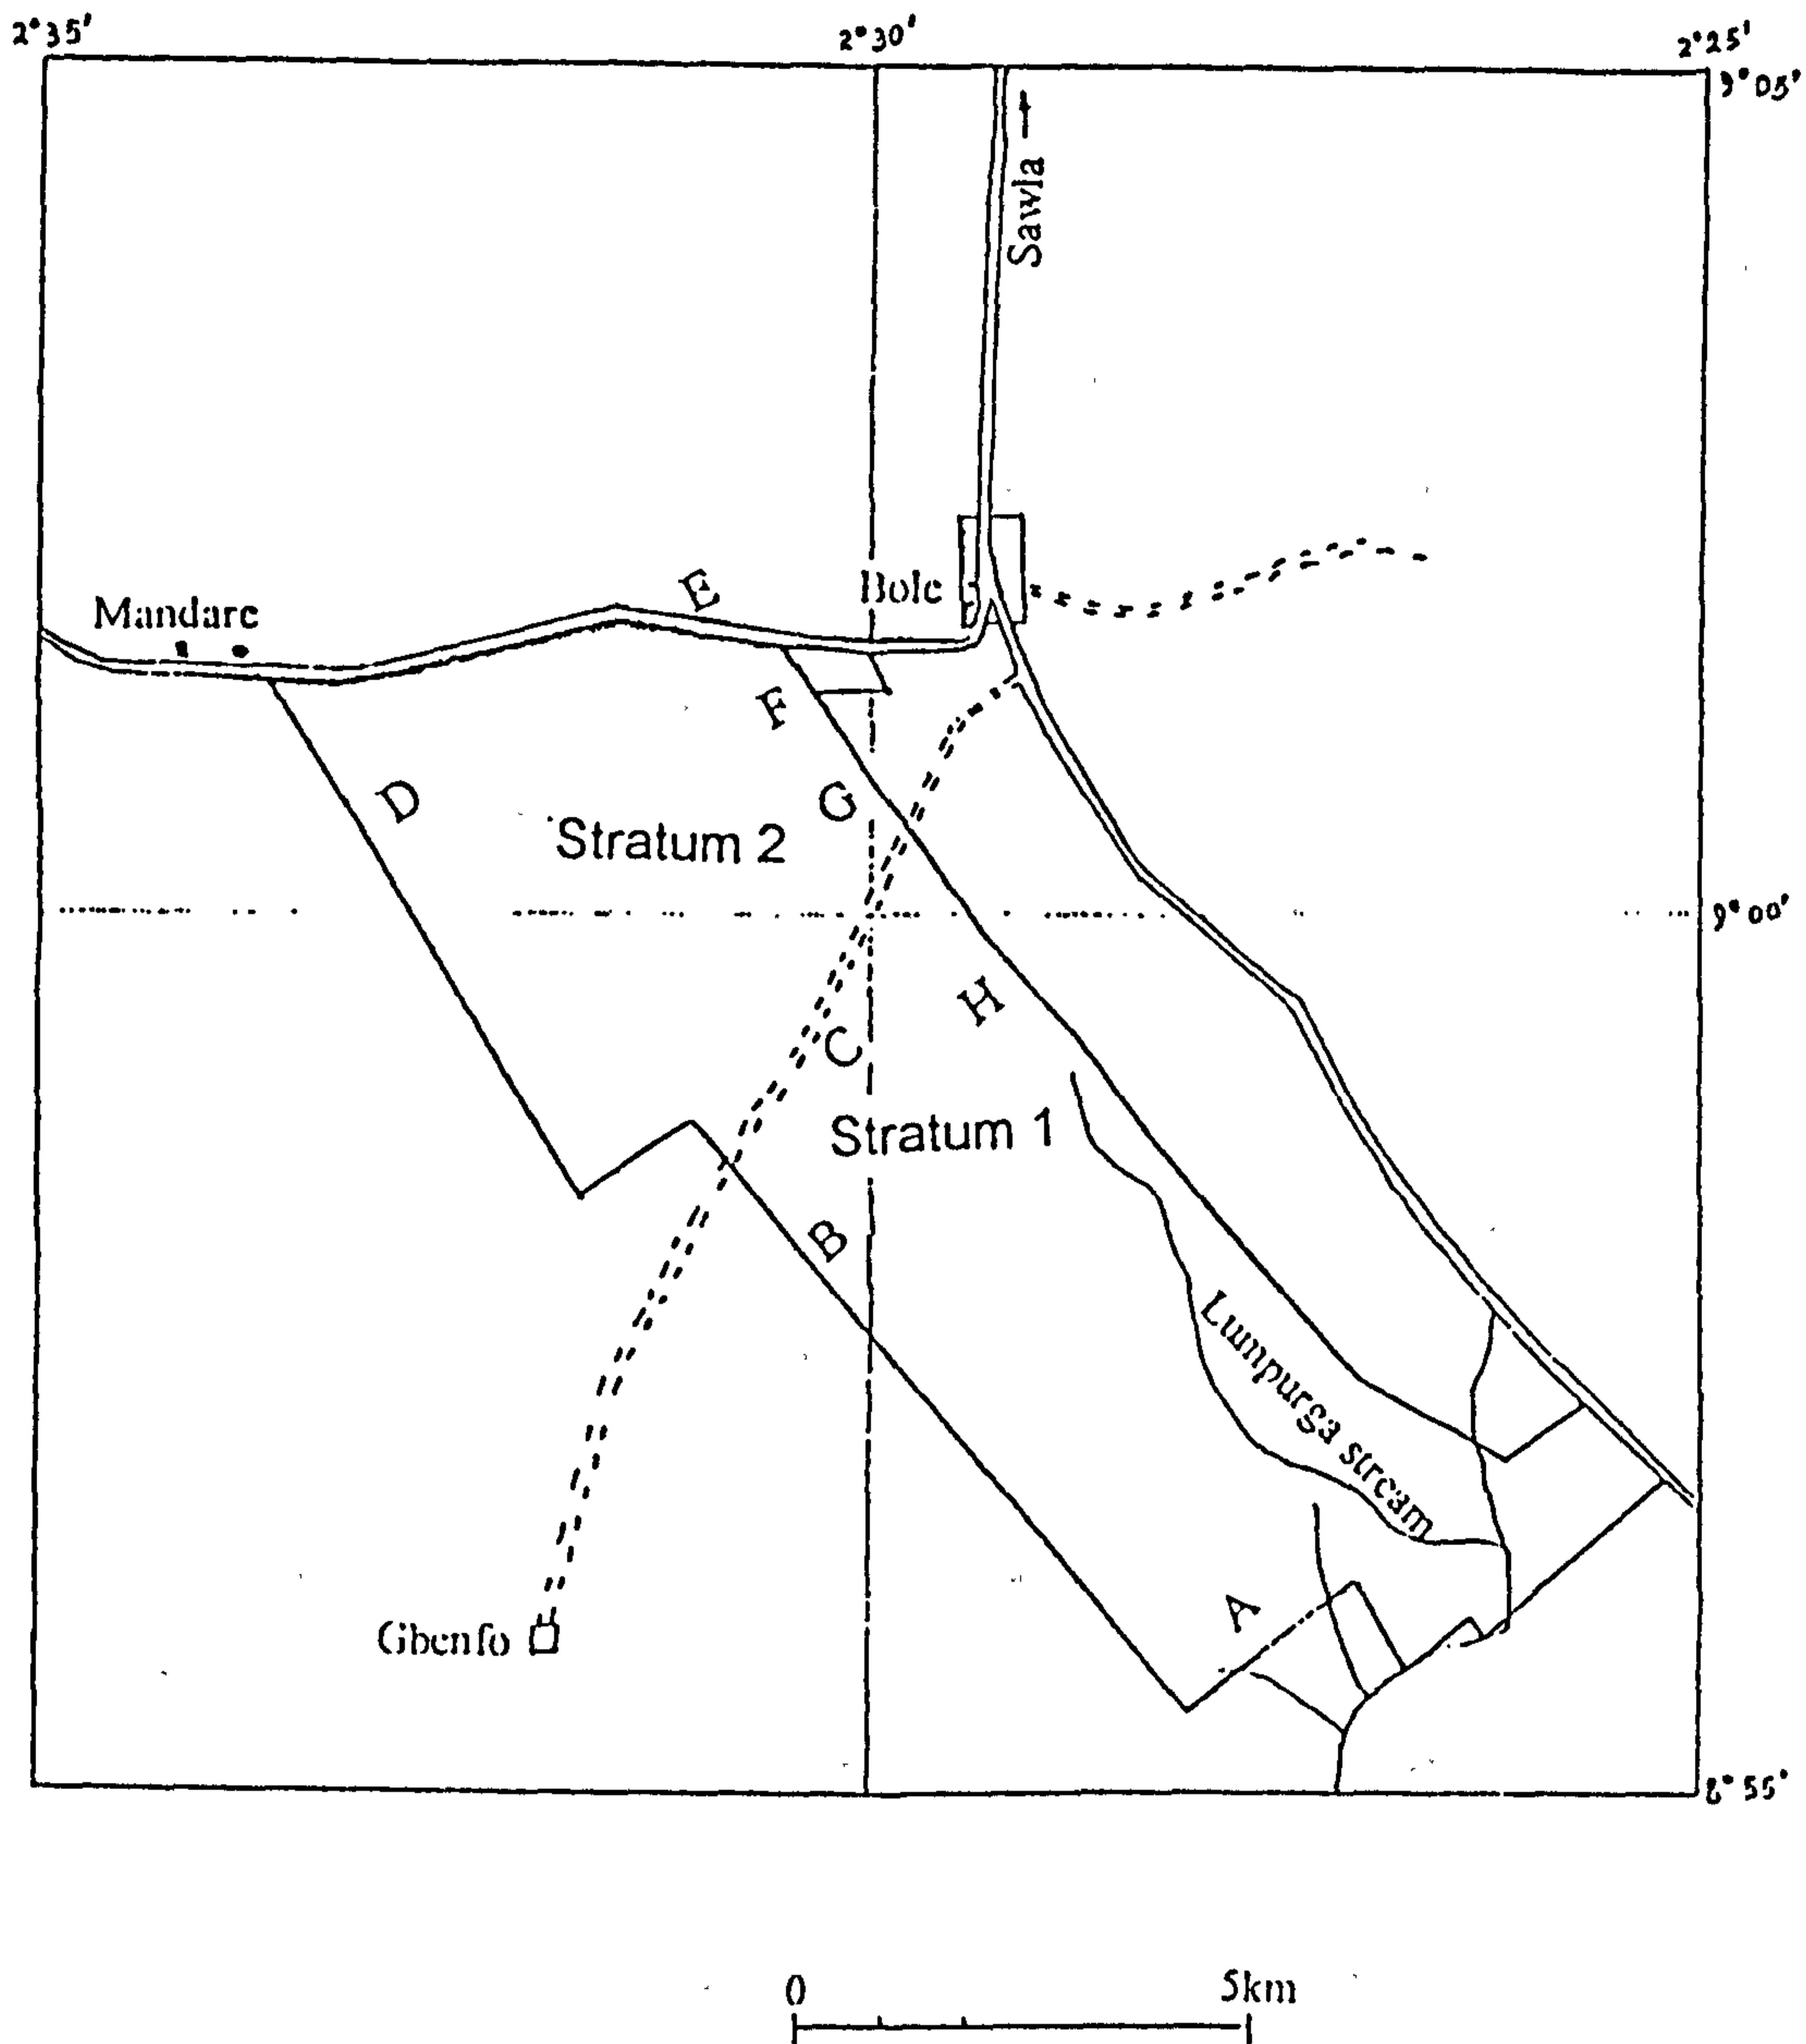 2°35'
2°30'
2°25'
9°05'
Sawla
Bole
Mandare
E
F
D
G
Stratum 2
9°00'
H
C
Stratum 1
B
Lumpurga stream
A
Gbenfo
8°55'
0
5km